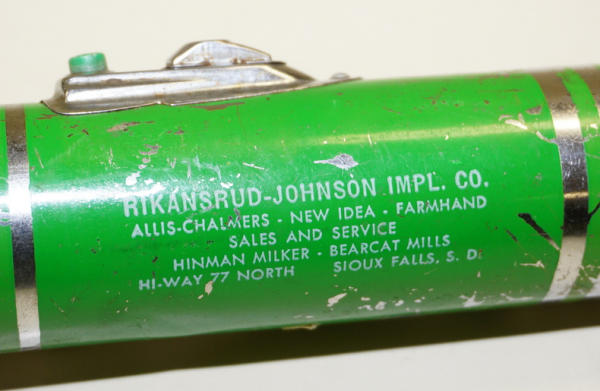 RIKANSRUD-JOHNSON IMPL. CO.
ALLIS-CHALMERS - NEW IDEA - FARMHAND
SALES AND SERVICE
HINMAN MILKER - BEARCAT MILLS
HI-WAY 77 NORTH SIOUX FALLS, S. D.